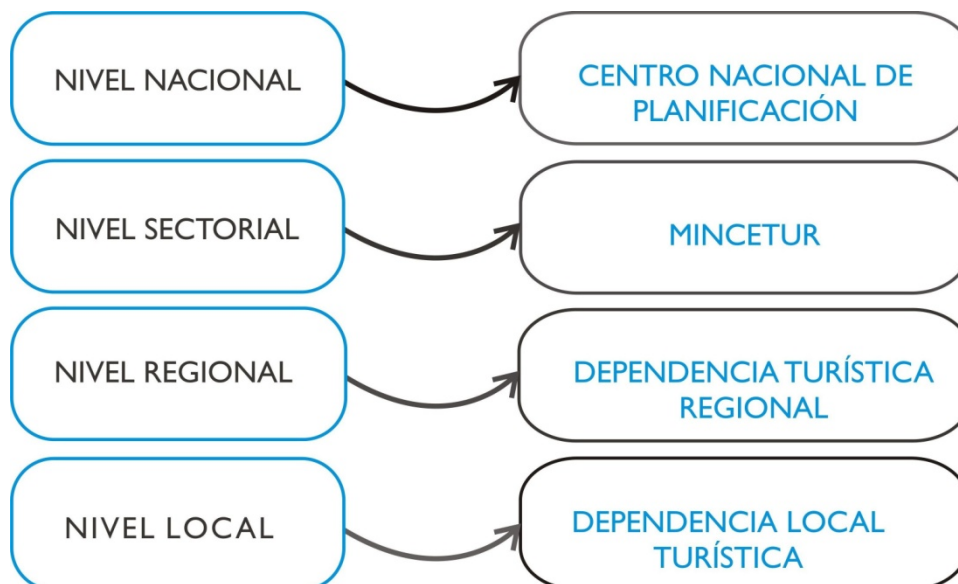 NIVEL NACIONAL
CENTRO NACIONAL DE
PLANIFICACIÓN
NIVEL SECTORIAL
MINCETUR
NIVEL REGIONAL
DEPENDENCIA TURÍSTICA
REGIONAL
NIVEL LOCAL
DEPENDENCIA LOCAL
TURÍSTICA